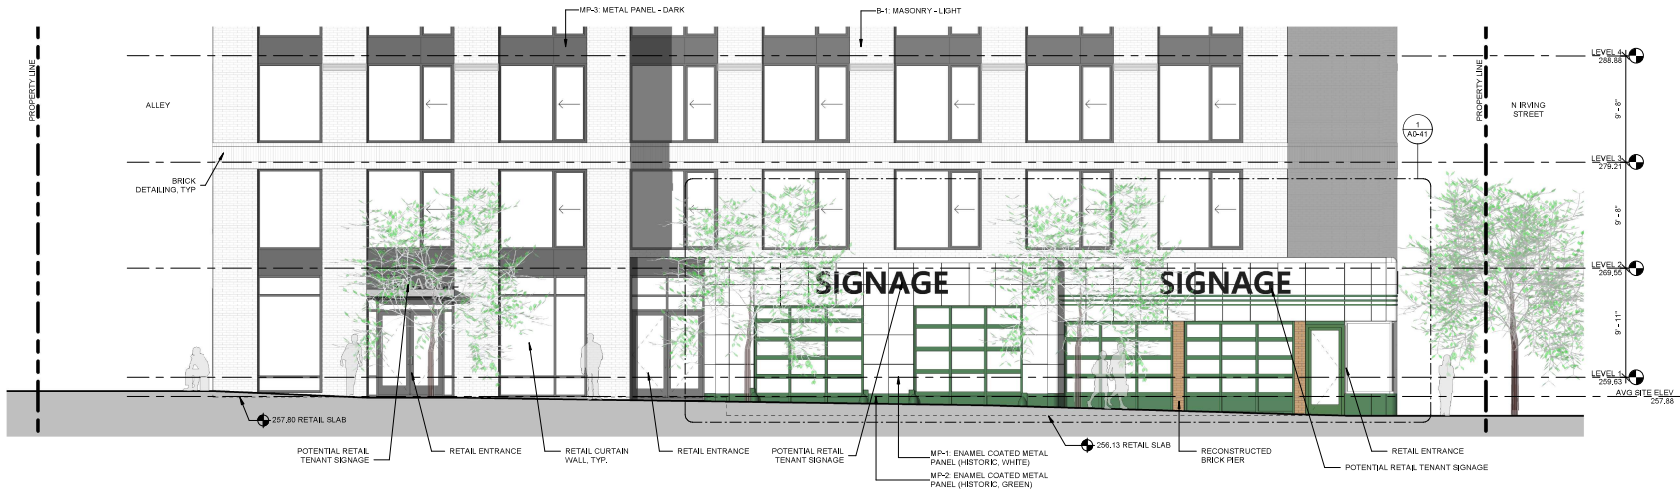 MP-3: METAL PANEL - DARK
B-1: MASONRY - LIGHT
PROPERTY LINE
ALLEY
BRICK
DETAILING, TYP
PROPERTY LINE
N IRVING
STREET
1
A0-41
LEVEL 4
288.88
9' - 8"
LEVEL 3
279.21
9' - 8"
LEVEL 2
269.55
9' - 11"
LEVEL 1
259.63
AVG SITE ELEV
257.88
SIGNAGE
SIGNAGE
257.80 RETAIL SLAB
256.13 RETAIL SLAB
POTENTIAL RETAIL
TENANT SIGNAGE
RETAIL ENTRANCE
RETAIL CURTAIN
WALL, TYP.
RETAIL ENTRANCE
POTENTIAL RETAIL
TENANT SIGNAGE
MP-1: ENAMEL COATED METAL
PANEL (HISTORIC, WHITE)
MP-2: ENAMEL COATED METAL
PANEL (HISTORIC, GREEN)
RECONSTRUCTED
BRICK PIER
RETAIL ENTRANCE
POTENTIAL RETAIL TENANT SIGNAGE